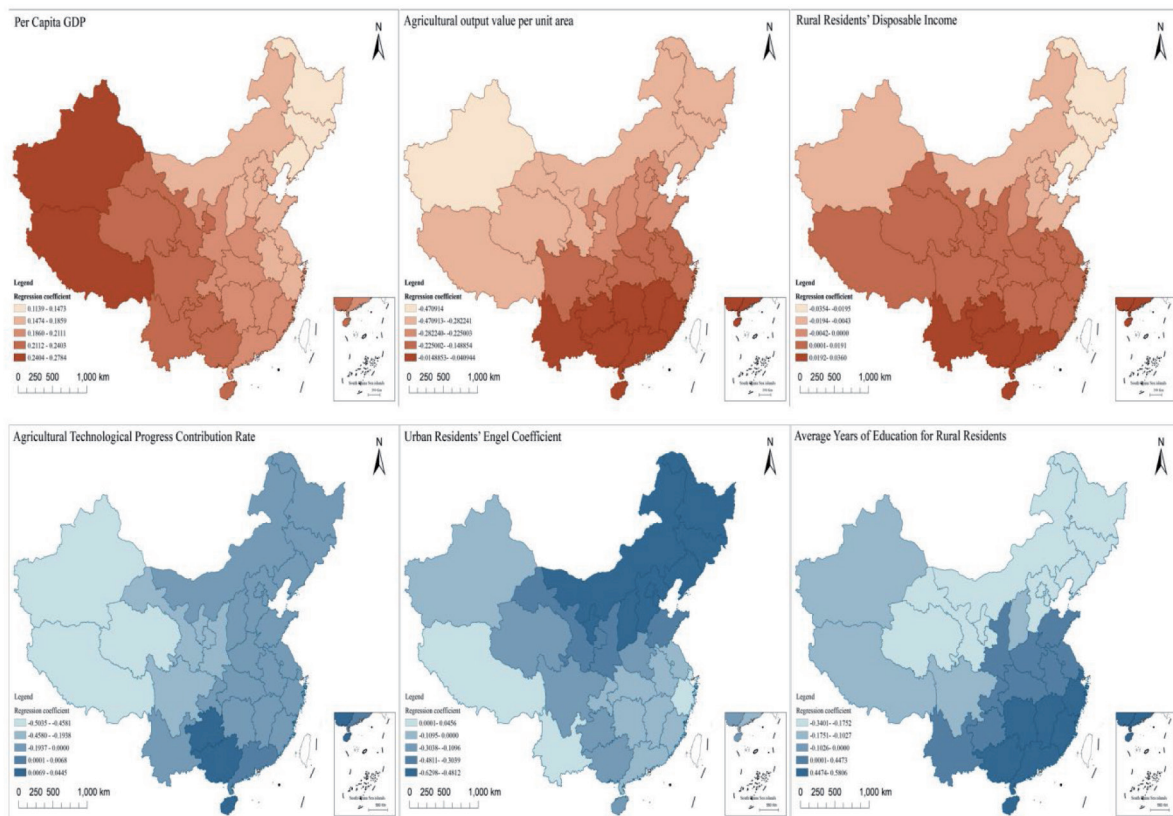 Per Capita GDP
N
Legend
Regression coefficient
0.1139 - 0.1473
0.1474 - 0.1859
0.1860 - 0.2111
0.2112 - 0.2403
0.2404 - 0.2784
0 250 500 1,000 km
Agricultural output value per unit area
N
Legend
Regression coefficient
-0.470914
-0.470913- -0.282241
-0.282240- -0.225003
-0.225002 - -0.148854
-0.0148853- -0.040944
0 250 500 1,000 km
Rural Residents' Disposable Income
N
Legend
Regression coefficient
-0.0354 -0.0195
-0.0194 -0.0043
-0.0042 - 0.0000
0.0001 - 0.0191
0.0192 - 0.0360
0 250 500 1,000 km
Agricultural Technological Progress Contribution Rate
N
Legend
Regression coefficient
-0.5035 - -0.4581
-0.4580 - -0.1938
-0.1937 - 0.0000
0.0001 - 0.0068
0.0069 - 0.0445
0 250 500 1,000 km
Urban Residents' Engel Coefficient
N
Legend
Regression coefficient
0.0001 - 0.0456
-0.1095- 0.0000
-0.3038 - -0.1096
-0.4811 - -0.3039
-0.6298- -0.4812
0 250 500 1,000 km
Average Years of Education for Rural Residents
N
Legend
Regression coefficient
-0.3401- -0.1752
-0.1751 - -0.1027
-0.1026 - 0.0000
0.0001 - 0.4473
0.4474 - 0.5806
0 250 500 1,000 km